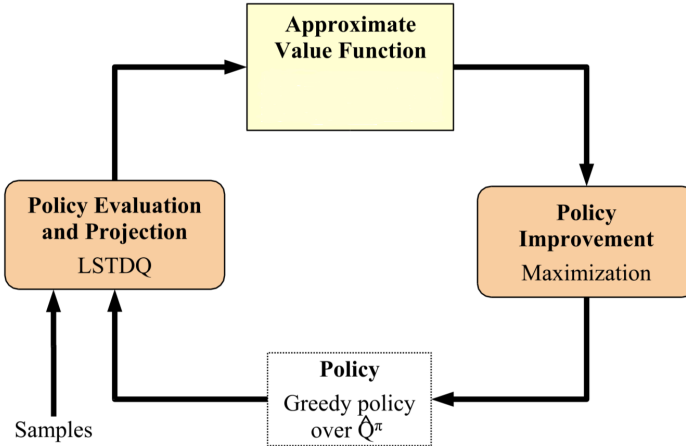 Approximate
Value Function
Policy Evaluation
and Projection
LSTDQ
Policy
Improvement
Maximization
Policy
Greedy policy
over Q̂π
Samples